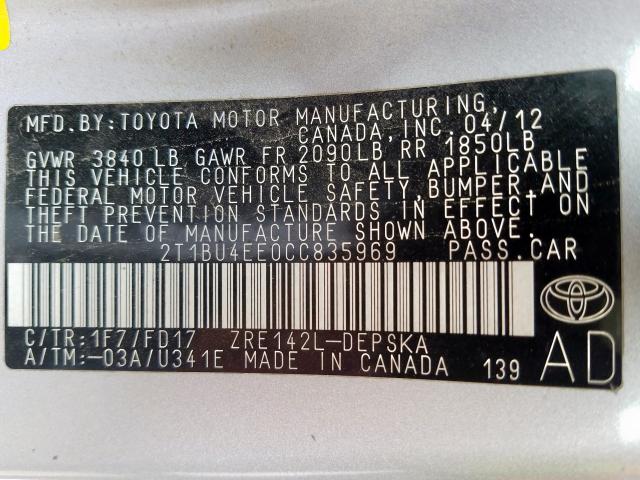 MFD.BY:TOYOTA MOTOR MANUFACTURING,
CANADA,INC. 04/12
GVWR 3840LB GAWR FR 2090LB RR 1850LB
THIS VEHICLE CONFORMS TO ALL APPLICABLE
FEDERAL MOTOR VEHICLE SAFETY,BUMPER,AND
THEFT PREVENTION STANDARDS IN EFFECT ON
THE DATE OF MANUFACTURE SHOWN ABOVE.
2T1BU4EE0CC835969 PASS.CAR
C/TR:1F7/FD17 ZRE142L-DEPSKA
A/TM:-03A/U341E MADE IN CANADA 139
AD